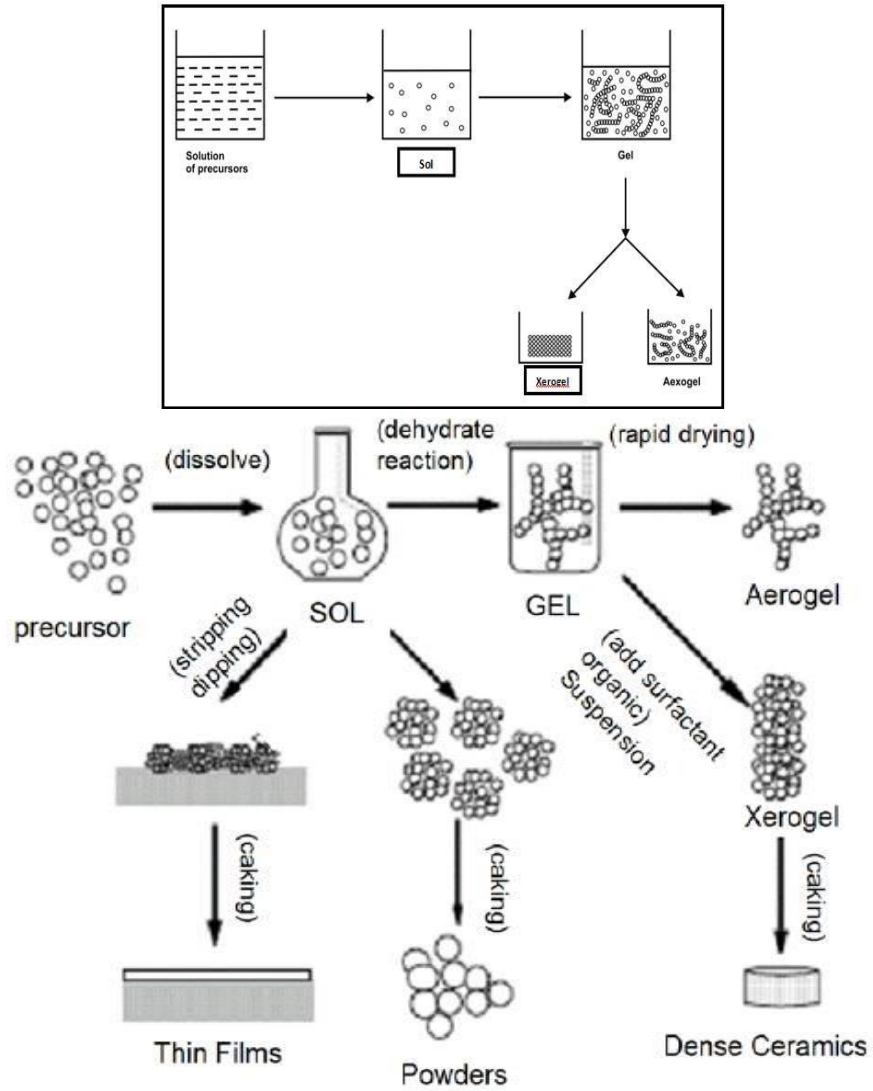 Solution
of precursors
Sol
Gel
Xerogel
Aexogel
(dissolve)
(dehydrate
reaction)
(rapid drying)
precursor
SOL
GEL
Aerogel
(stripping
dipping)
(add surfactant
organic)
Suspension
Xerogel
(caking)
(caking)
(caking)
Thin Films
Powders
Dense Ceramics